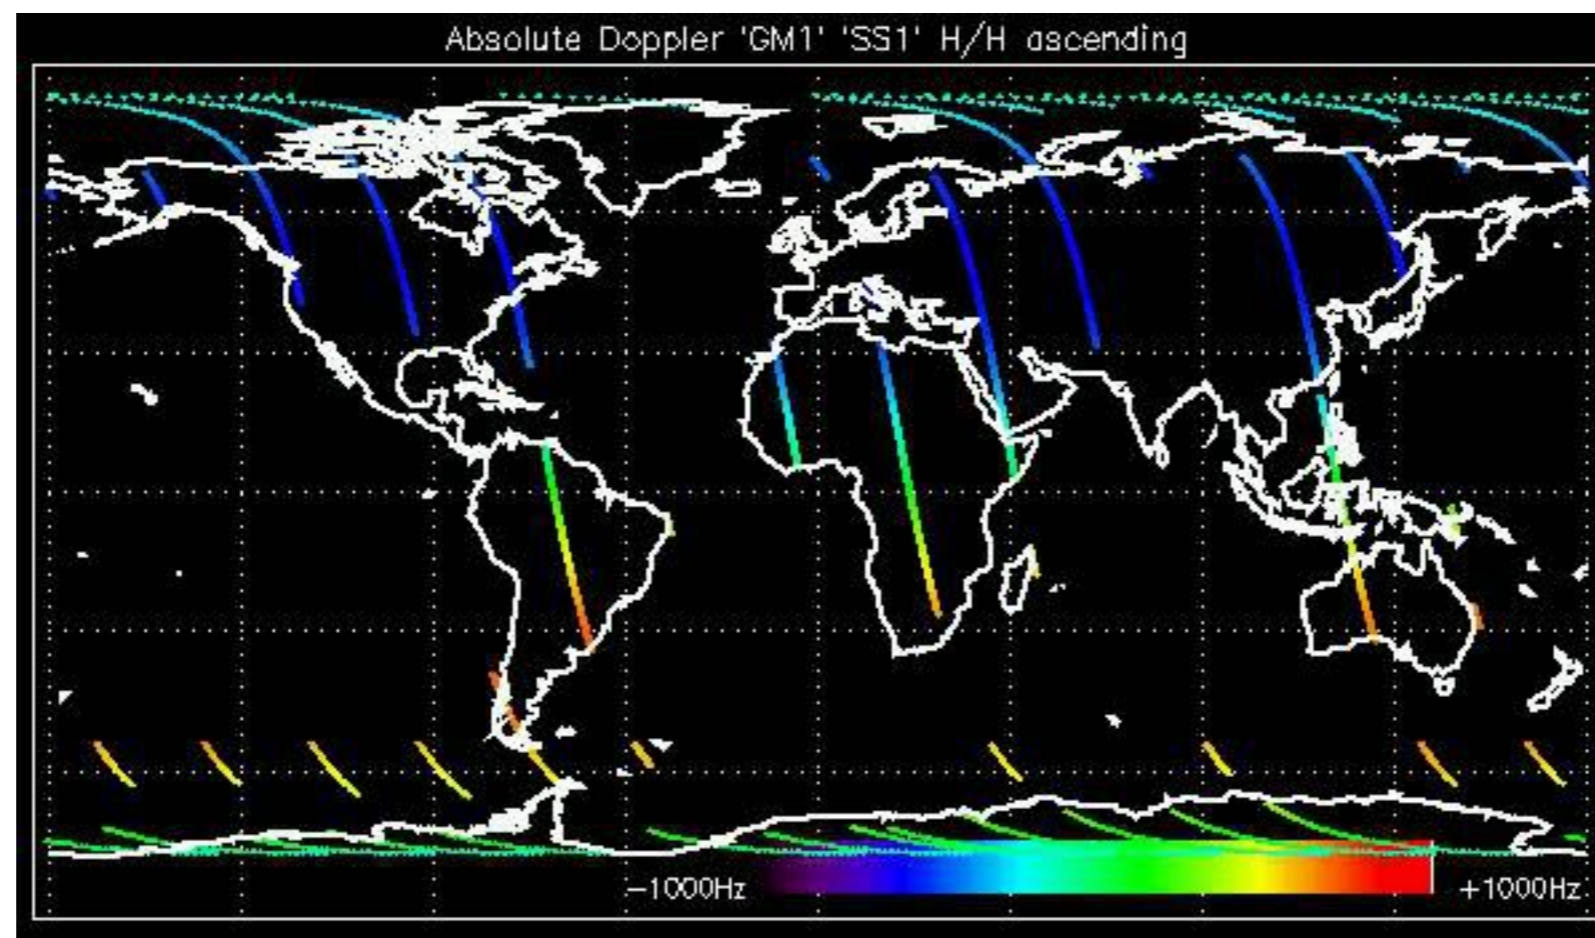 Absolute Doppler 'GM1' 'SS1' H/H ascending
-1000Hz
+1000Hz